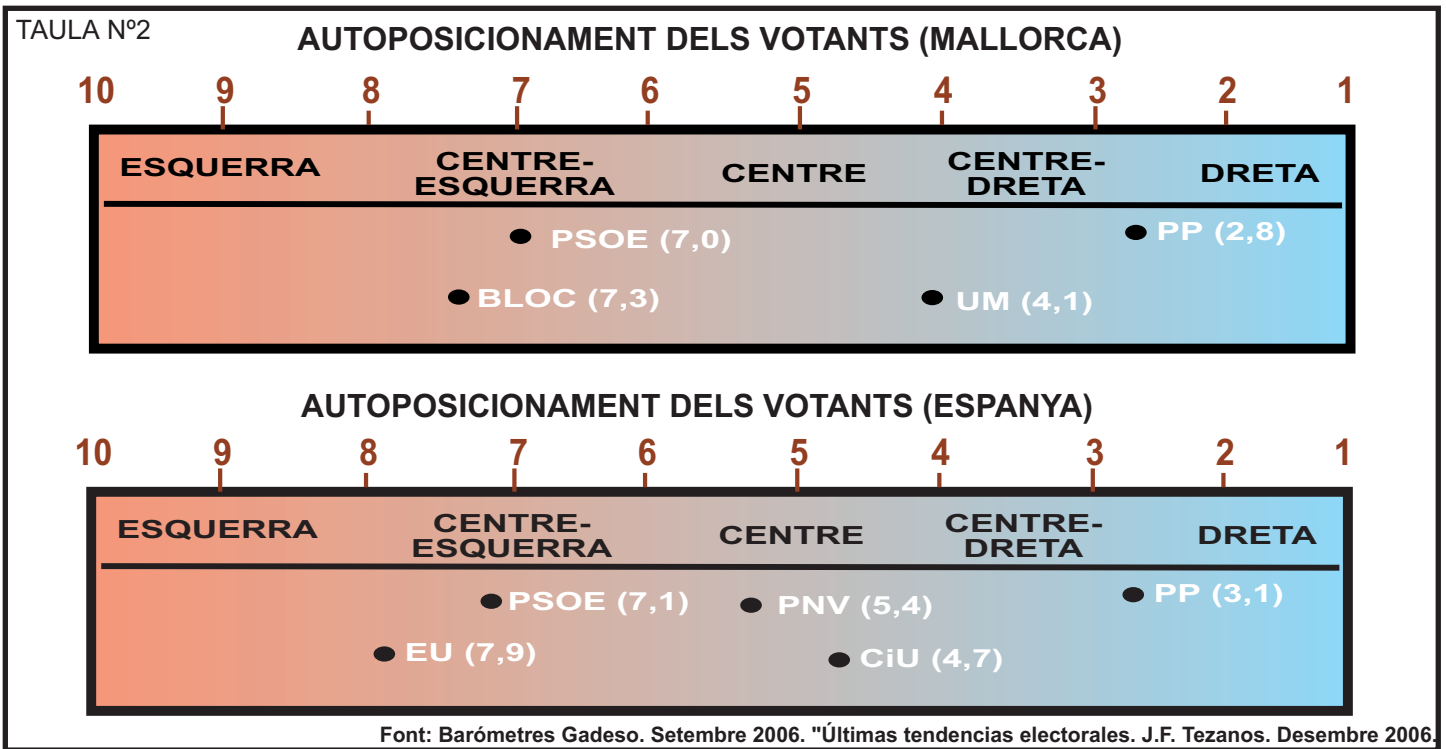 TAULA Nº2
AUTOPOSICIONAMENT DELS VOTANTS (MALLORCA)
10 9 8 7 6 5 4 3 2 1
ESQUERRA CENTRE- CENTRE CENTRE- DRETA
ESQUERRA DRETA
PSOE (7,0) PP (2,8)
BLOC (7,3) UM (4,1)
AUTOPOSICIONAMENT DELS VOTANTS (ESPANYA)
10 9 8 7 6 5 4 3 2 1
ESQUERRA CENTRE- CENTRE CENTRE- DRETA
ESQUERRA DRETA
PSOE (7,1) PNV (5,4) PP (3,1)
EU (7,9) CiU (4,7)
Font: Barómetres Gadeso. Setembre 2006. "Últimas tendencias electorales. J.F. Tezanos. Desembre 2006.